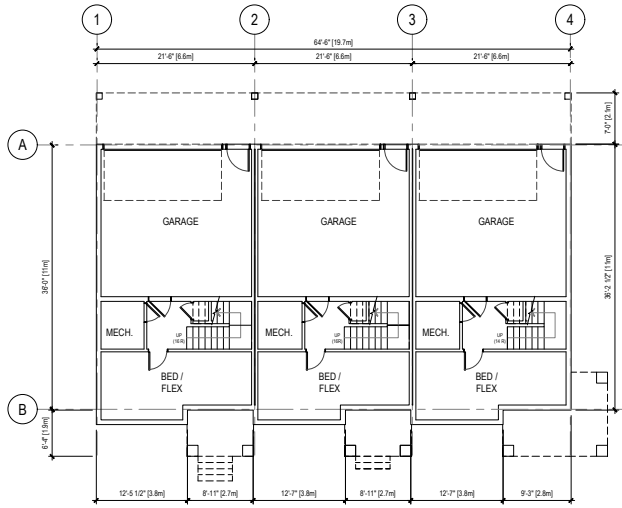 1
2
3
4
64'-6" [19.7m]
21'-6" [6.6m]
21'-6" [6.6m]
21'-6" [6.6m]
7'-0" [2.1m]
A
GARAGE
GARAGE
GARAGE
36'-0" [11m]
36'-2 1/2" [11m]
MECH.
UP
(16 R)
MECH.
UP
(16R)
MECH.
UP
(14 R)
BED /
FLEX
BED /
FLEX
BED /
FLEX
B
6'-4" [1.9m]
12'-5 1/2" [3.8m]
8'-11" [2.7m]
12'-7" [3.8m]
8'-11" [2.7m]
12'-7" [3.8m]
9'-3" [2.8m]